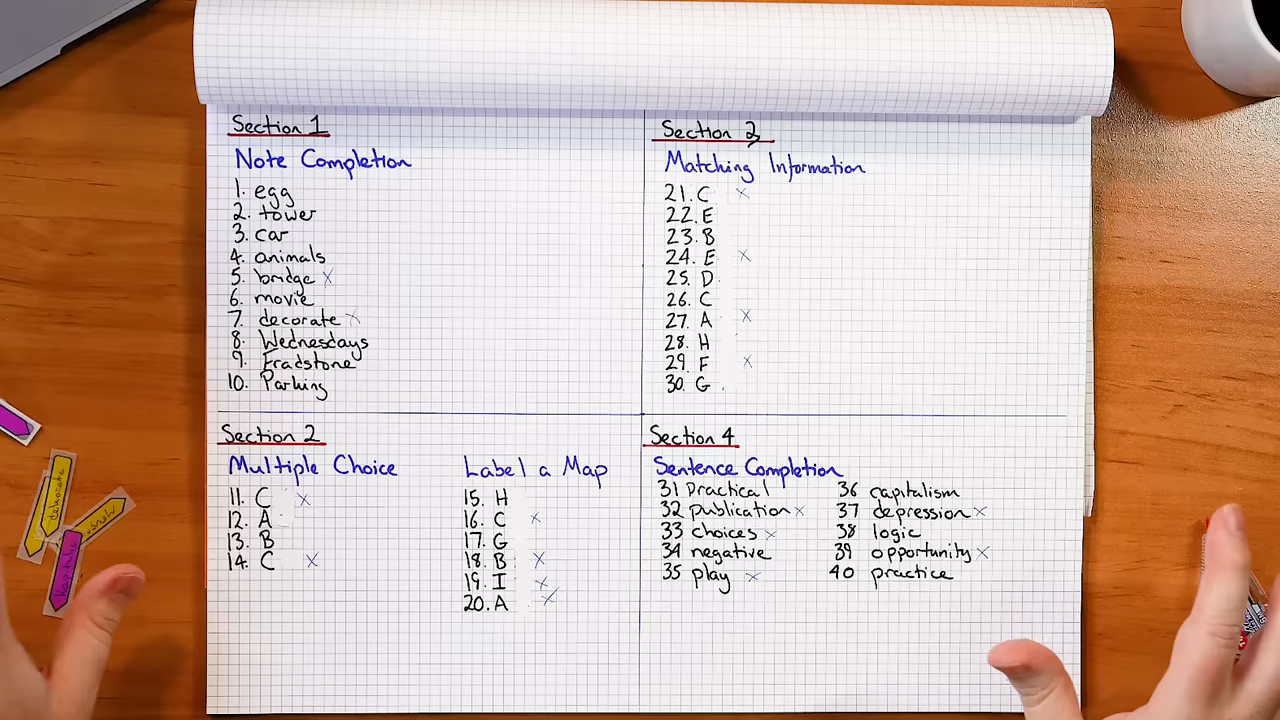 Section 1
Note Completion
1. egg
2. tower
3. car
4. animals
5. bridge ×
6. movie
7. decorate ×
8. Wednesdays
9. Fradstone
10. Parking
Section 3
Matching Information
21. C ×
22. E
23. B
24. E ×
25. D
26. C
27. A ×
28. H
29. F ×
30. G
Section 2
Multiple Choice
11. C ×
12. A
13. B
14. C ×
Label a Map
15. H
16. C ×
17. G
18. B ×
19. I ×
20. A ×
Section 4
Sentence Completion
31 Practical
32 publication ×
33 choices ×
34 negative
35 play ×
36 capitalism
37 depression ×
38 logic
39 opportunity ×
40 practice